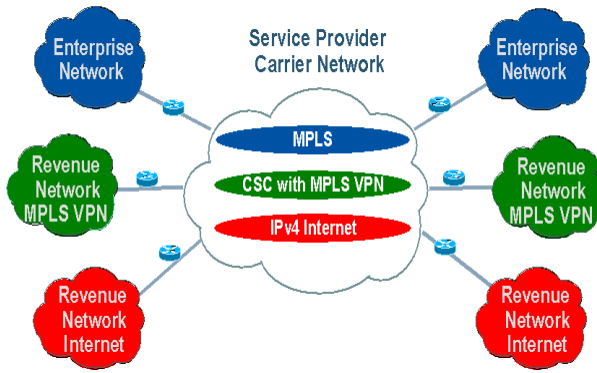 Enterprise
Network
Service Provider
Carrier Network
Enterprise
Network
MPLS
Revenue
Network
MPLS VPN
CSC with MPLS VPN
Revenue
Network
MPLS VPN
IPv4 Internet
Revenue
Network
Internet
Revenue
Network
Internet